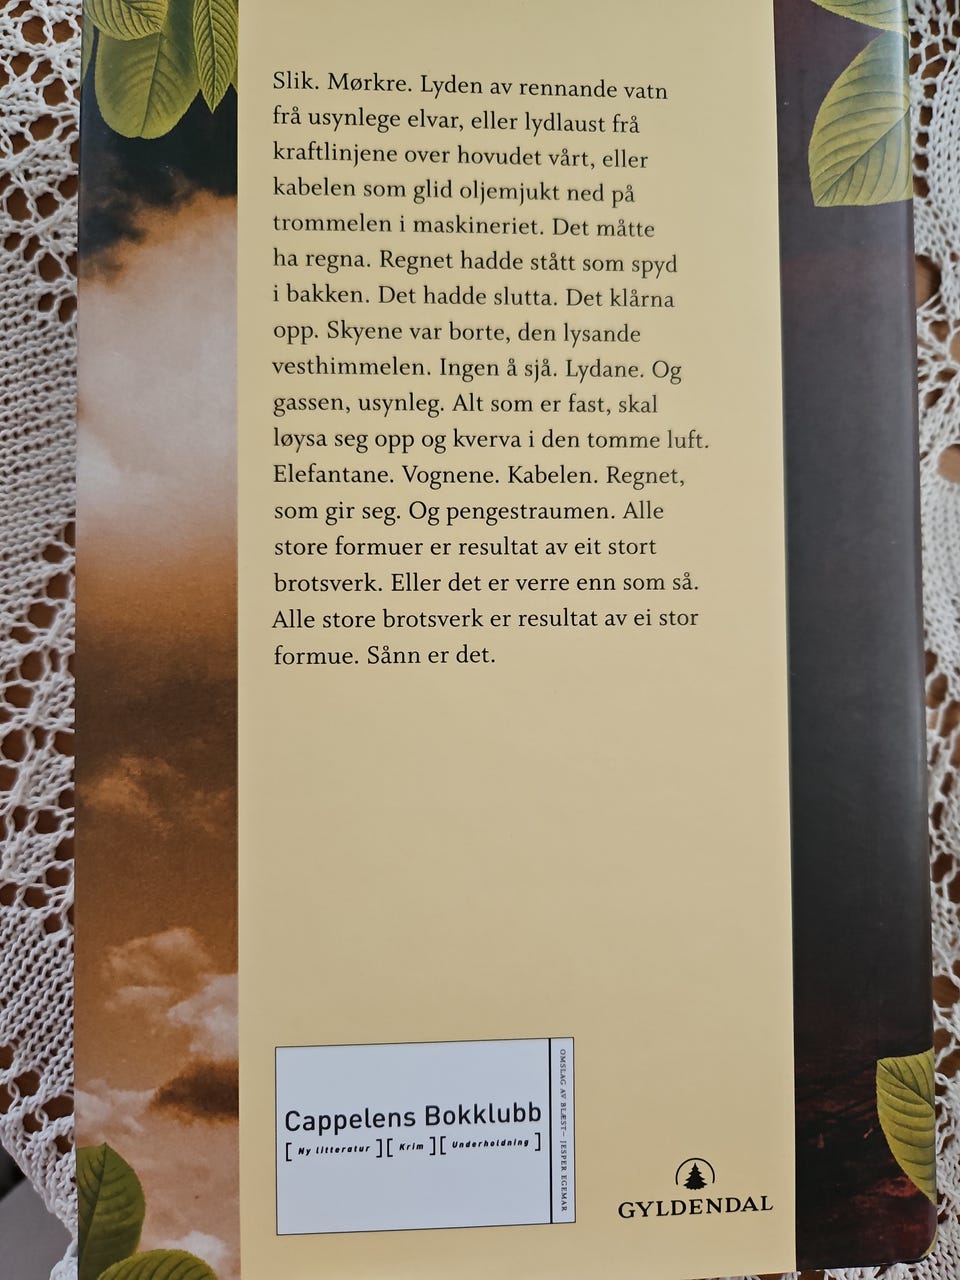 Slik. Mørkre. Lyden av rennande vatn
frå usynlege elvar, eller lydlaust frå
kraftlinjene over hovudet vårt, eller
kabelen som glid oljemjukt ned på
trommelen i maskineriet. Det måtte
ha regna. Regnet hadde stått som spyd
i bakken. Det hadde slutta. Det klårna
opp. Skyene var borte, den lysande
vesthimmelen. Ingen å sjå. Lydane. Og
gassen, usynleg. Alt som er fast, skal
løysa seg opp og kverva i den tomme luft.
Elefantane. Vognene. Kabelen. Regnet,
som gir seg. Og pengestraumen. Alle
store formuer er resultat av eit stort
brotsverk. Eller det er verre enn som så.
Alle store brotsverk er resultat av ei stor
formue. Sånn er det.
Cappelens Bokklubb
[ Ny litteratur ][ Krim ][ Underholdning ]
OMSLAG AV BLÆST – JESPER EGEMAR
GYLDENDAL